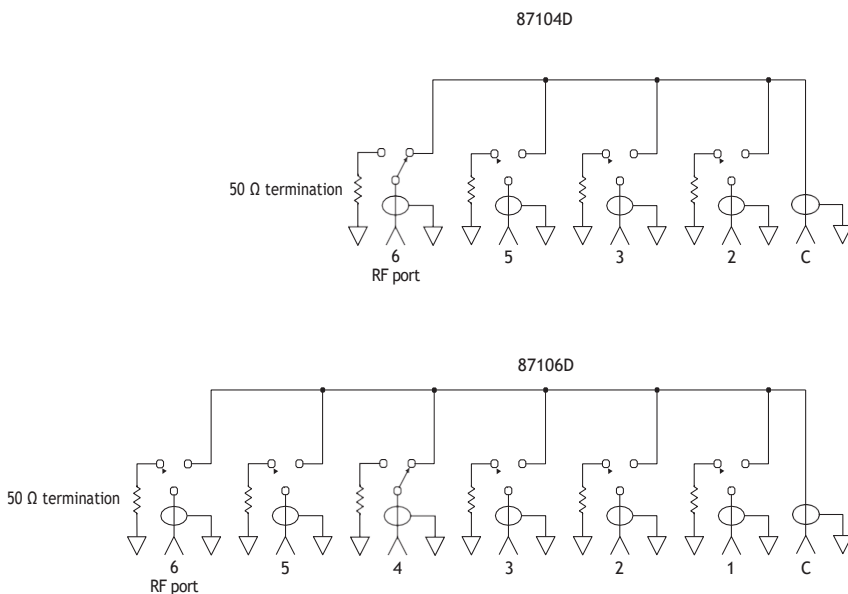 87104D
50 Ω termination
6 5 3 2 C
RF port
87106D
50 Ω termination
6 5 4 3 2 1 C
RF port